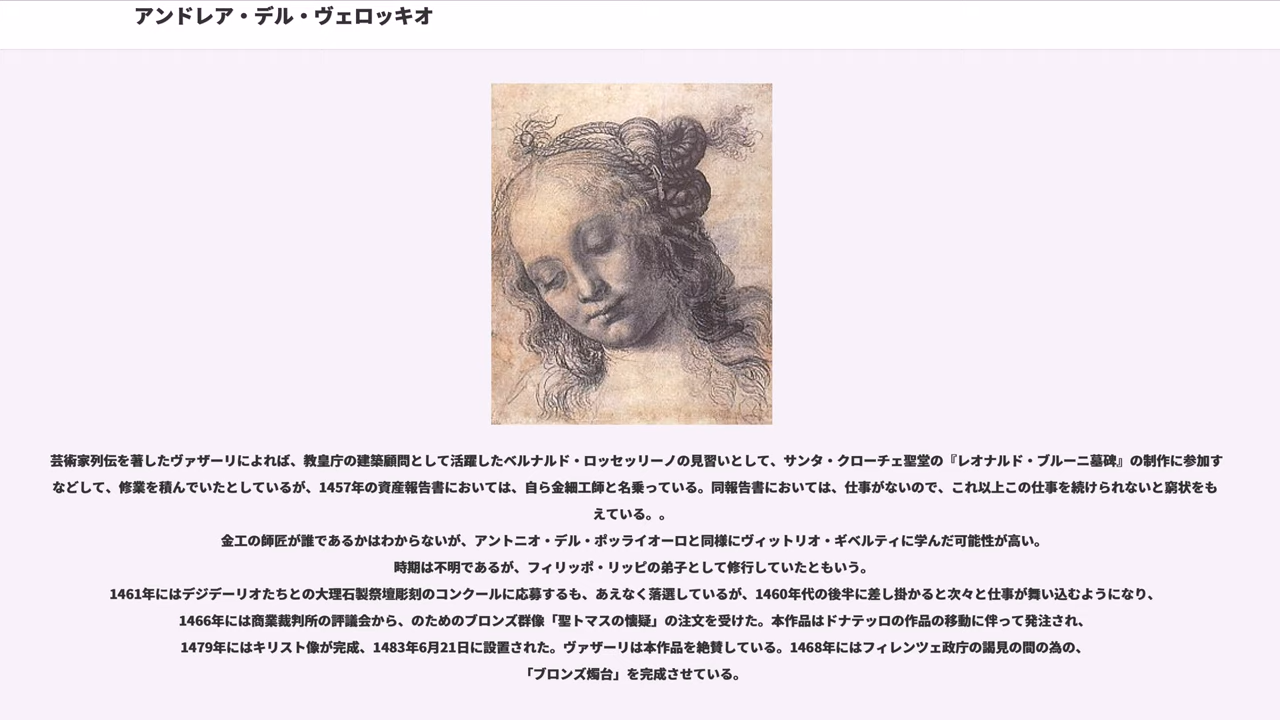 アンドレア・デル・ヴェロッキオ
芸術家列伝を著したヴァザーリによれば、教皇庁の建築顧問として活躍したベルナルド・ロッセッリーノの見習いとして、サンタ・クローチェ聖堂の『レオナルド・ブルーニ墓碑』の制作に参加す
などして、修業を積んでいたとしているが、1457年の資産報告書においては、自ら金細工師と名乗っている。同報告書においては、仕事がないので、これ以上この仕事を続けられないと窮状をも
えている。。
金工の師匠が誰であるかはわからないが、アントニオ・デル・ポッライオーロと同様にヴィットリオ・ギベルティに学んだ可能性が高い。
時期は不明であるが、フィリッポ・リッピの弟子として修行していたともいう。
1461年にはデジデーリオたちとの大理石製祭壇彫刻のコンクールに応募するも、あえなく落選しているが、1460年代の後半に差し掛かると次々と仕事が舞い込むようになり、
1466年には商業裁判所の評議会から、のためのブロンズ群像「聖トマスの懐疑」の注文を受けた。本作品はドナテッロの作品の移動に伴って発注され、
1479年にはキリスト像が完成、1483年6月21日に設置された。ヴァザーリは本作品を絶賛している。1468年にはフィレンツェ政庁の謁見の間の為の、
「ブロンズ燭台」を完成させている。